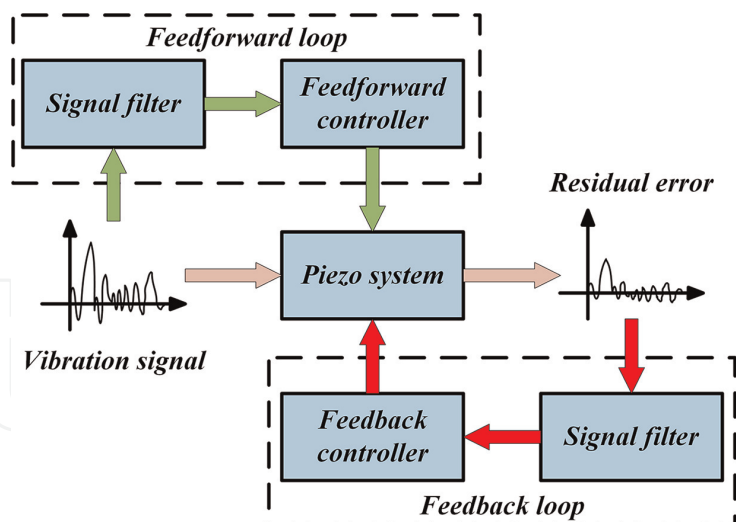 Feedforward loop
Signal filter
Feedforward
controller
Residual error
Piezo system
Vibration signal
Feedback
controller
Signal filter
Feedback loop